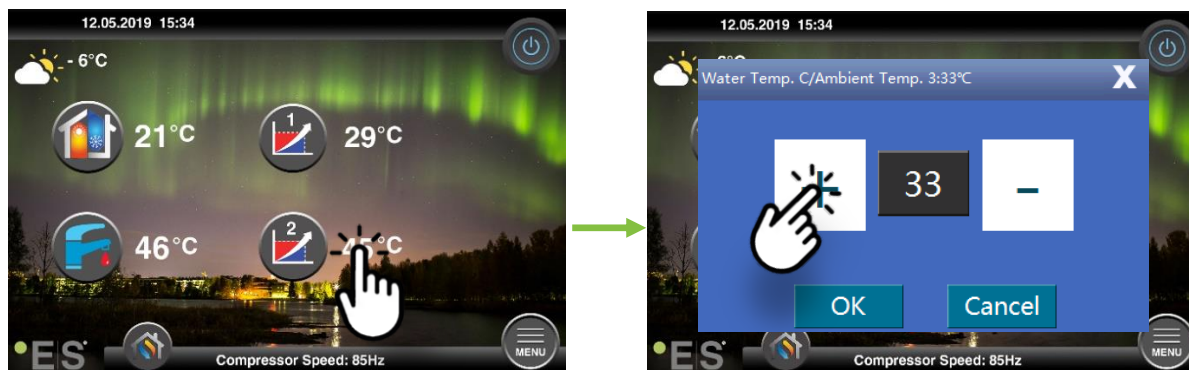 12.05.2019 15:34
- 6°C
21°C
1
29°C
46°C
2
45°C
ES
Compressor Speed: 85Hz
MENU
12.05.2019 15:34
Water Temp. C/Ambient Temp. 3:33℃
X
+
33
-
OK
Cancel
ES
Compressor Speed: 85Hz
MENU